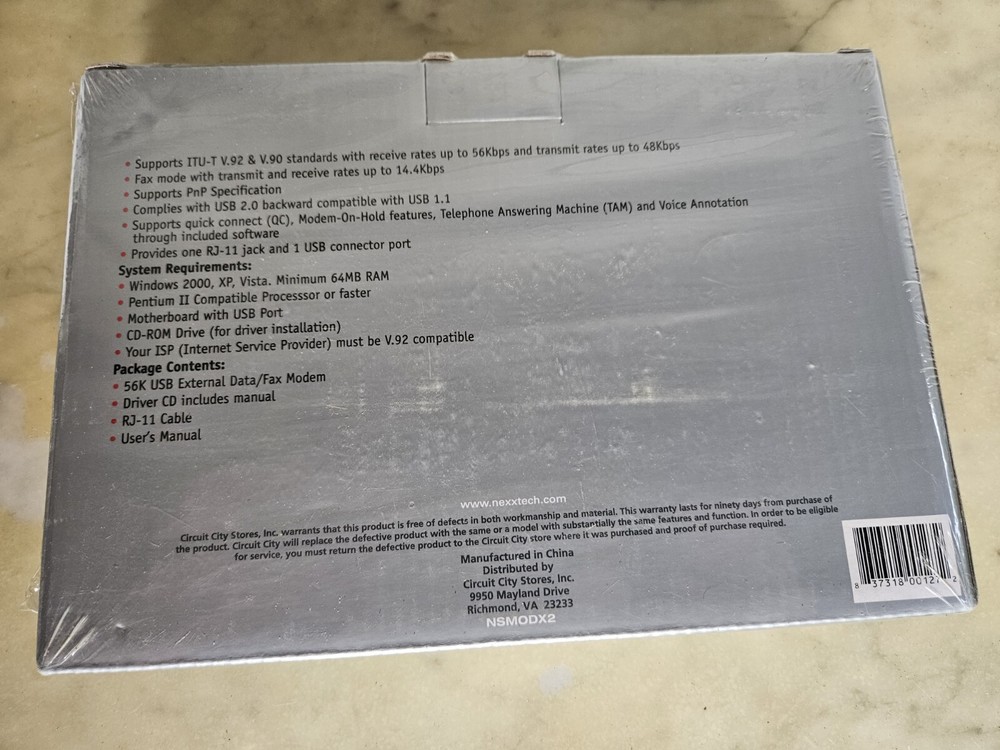 • Supports ITU-T V.92 & V.90 standards with receive rates up to 56Kbps and transmit rates up to 48Kbps
• Fax mode with transmit and receive rates up to 14.4Kbps
• Supports PnP Specification
• Complies with USB 2.0 backward compatible with USB 1.1
• Supports quick connect (QC), Modem-On-Hold features, Telephone Answering Machine (TAM) and Voice Annotation
through included software
• Provides one RJ-11 jack and 1 USB connector port
System Requirements:
• Windows 2000, XP, Vista. Minimum 64MB RAM
• Pentium II Compatible Processsor or faster
• Motherboard with USB Port
• CD-ROM Drive (for driver installation)
• Your ISP (Internet Service Provider) must be V.92 compatible
Package Contents:
• 56K USB External Data/Fax Modem
• Driver CD includes manual
• RJ-11 Cable
• User's Manual
www.nexxtech.com
Circuit City Stores, Inc. warrants that this product is free of defects in both workmanship and material. This warranty lasts for ninety days from purchase of
the product. Circuit City will replace the defective product with the same or a model with substantially the same features and function. In order to be eligible
for service, you must return the defective product to the Circuit City store where it was purchased and proof of purchase required.
Manufactured in China
Distributed by
Circuit City Stores, Inc.
9950 Mayland Drive
Richmond, VA 23233
NSMODX2
8 37318 00127 2